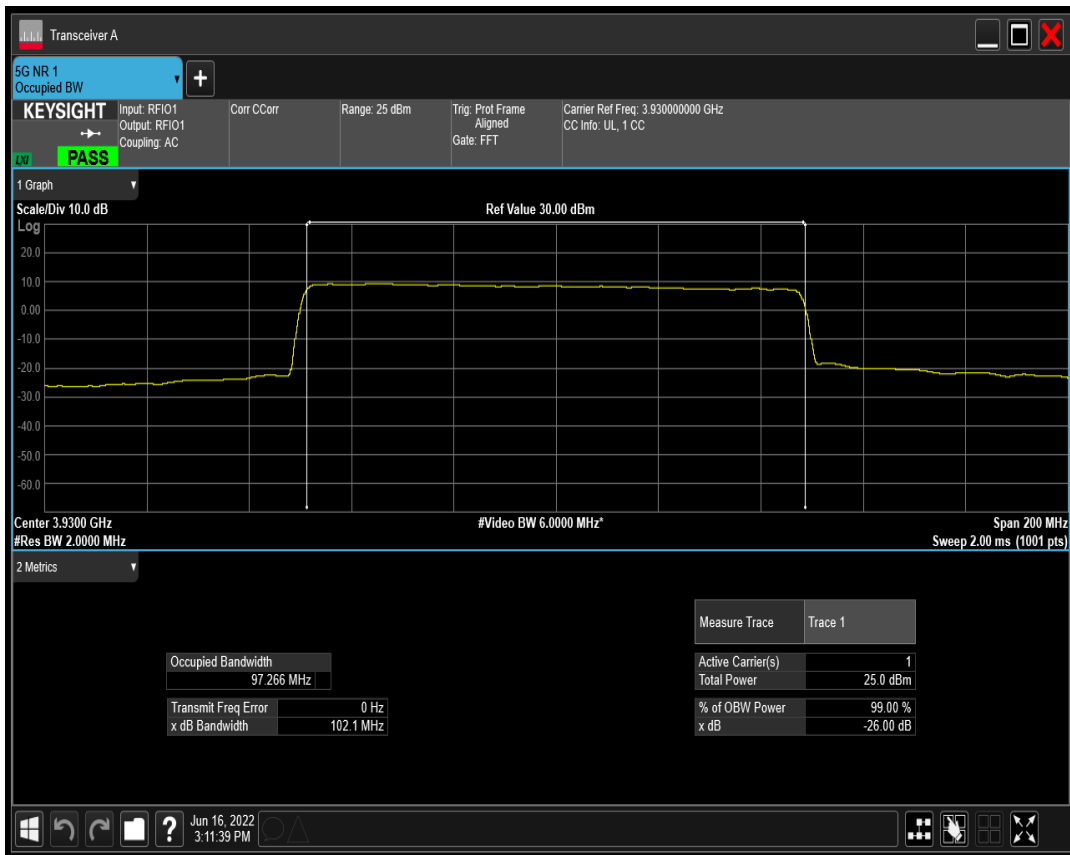 Transceiver A
5G NR 1
Occupied BW
+
KEYSIGHT
LXI
PASS
Input: RFIO1
Output: RFIO1
Coupling: AC
Corr CCorr
Range: 25 dBm
Trig: Prot Frame
Aligned
Gate: FFT
Carrier Ref Freq: 3.930000000 GHz
CC Info: UL, 1 CC
1 Graph
Scale/Div 10.0 dB
Ref Value 30.00 dBm
Log
20.0
10.0
0.00
-10.0
-20.0
-30.0
-40.0
-50.0
-60.0
Center 3.9300 GHz
#Video BW 6.0000 MHz*
Span 200 MHz
#Res BW 2.0000 MHz
Sweep 2.00 ms (1001 pts)
2 Metrics
Measure Trace Trace 1
Occupied Bandwidth
97.266 MHz
Active Carrier(s) 1
Total Power 25.0 dBm
Transmit Freq Error 0 Hz
x dB Bandwidth 102.1 MHz
% of OBW Power 99.00 %
x dB -26.00 dB
?
Jun 16, 2022
3:11:39 PM